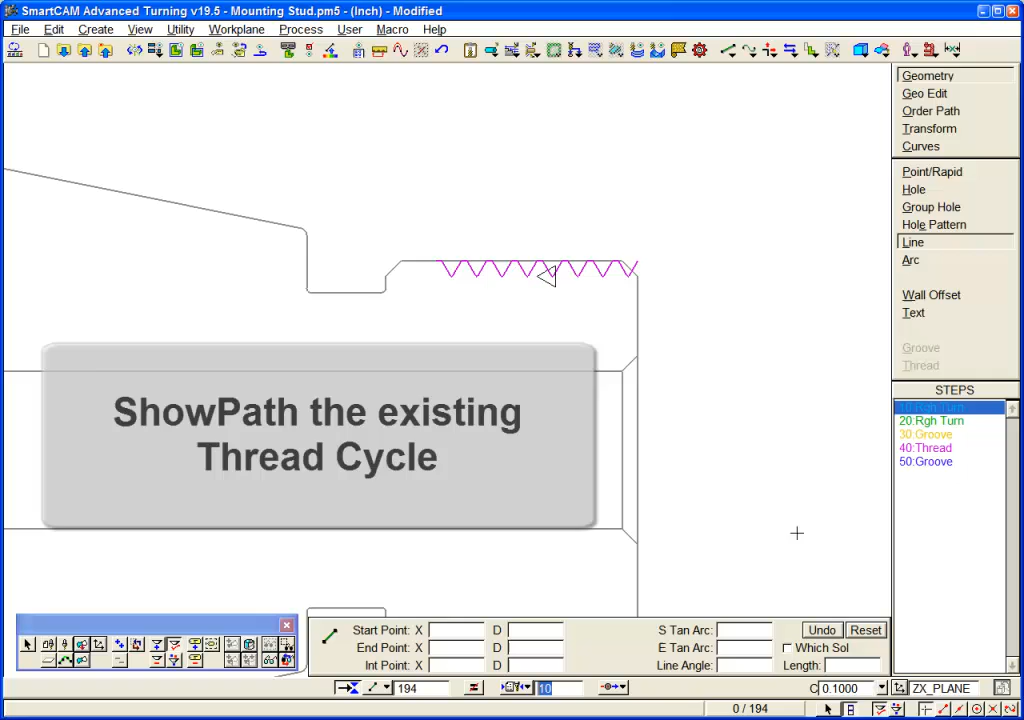 SmartCAM Advanced Turning v19.5 - Mounting Stud.pm5 - (Inch) - Modified
File Edit Create View Utility Workplane Process User Macro Help
Geometry
Geo Edit
Order Path
Transform
Curves
Point/Rapid
Hole
Group Hole
Hole Pattern
Line
Arc
Wall Offset
Text
Groove
Thread
STEPS
10:Rgh Turn
20:Rgh Turn
30:Groove
40:Thread
50:Groove
ShowPath the existing
Thread Cycle
Start Point: X D S Tan Arc: Undo Reset
End Point: X D E Tan Arc: Which Sol
Int Point: X D Line Angle: Length:
194 10 C 0.1000 ZX_PLANE
0 / 194